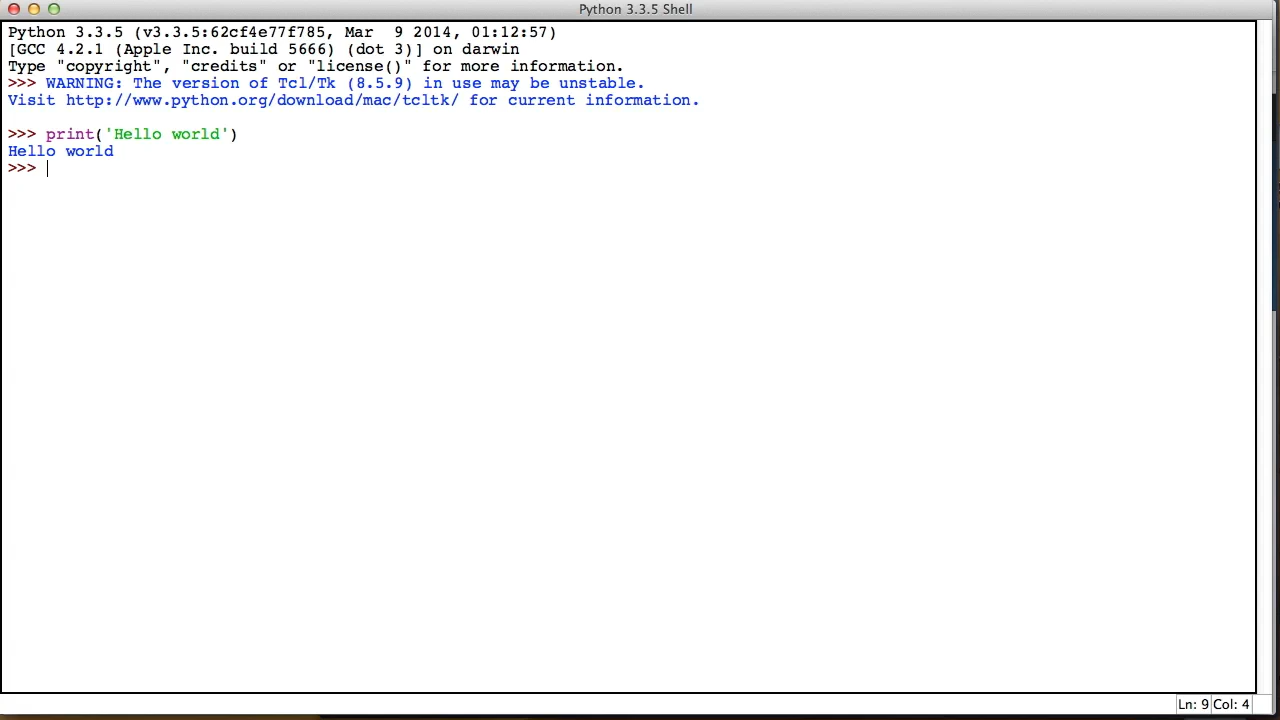 Python 3.3.5 Shell
Python 3.3.5 (v3.3.5:62cf4e77f785, Mar  9 2014, 01:12:57)
[GCC 4.2.1 (Apple Inc. build 5666) (dot 3)] on darwin
Type "copyright", "credits" or "license()" for more information.
>>> WARNING: The version of Tcl/Tk (8.5.9) in use may be unstable.
Visit http://www.python.org/download/mac/tcltk/ for current information.
>>> print('Hello world')
Hello world
>>>
Ln: 9 Col: 4